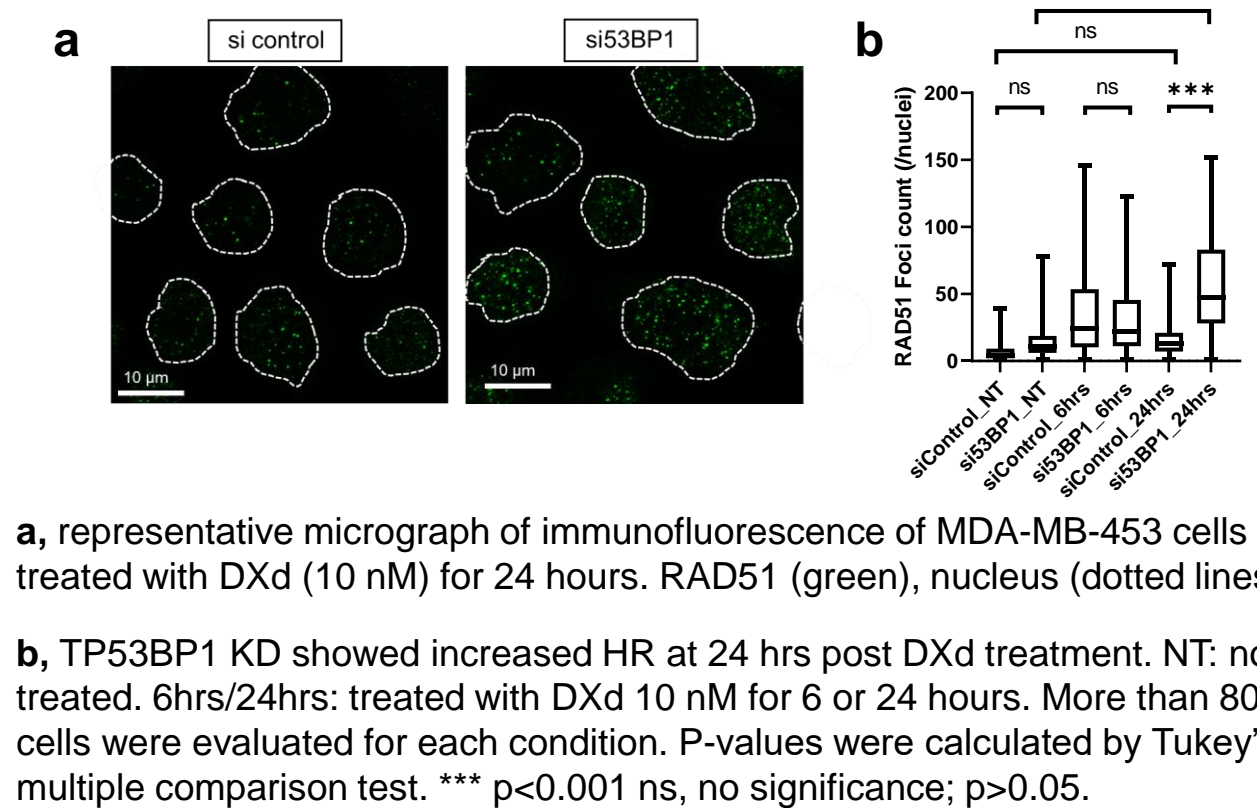 a
si control
si53BP1
10 µm
10 µm
b
ns
ns
ns
***
RAD51 Foci count (/nuclei)
200
150
100
50
0
siControl_NT
si53BP1_NT
siControl_6hrs
si53BP1_6hrs
siControl_24hrs
si53BP1_24hrs
a, representative micrograph of immunofluorescence of MDA-MB-453 cells
treated with DXd (10 nM) for 24 hours. RAD51 (green), nucleus (dotted lines
b, TP53BP1 KD showed increased HR at 24 hrs post DXd treatment. NT: no
treated. 6hrs/24hrs: treated with DXd 10 nM for 6 or 24 hours. More than 80
cells were evaluated for each condition. P-values were calculated by Tukey'
multiple comparison test. *** p<0.001 ns, no significance; p>0.05.